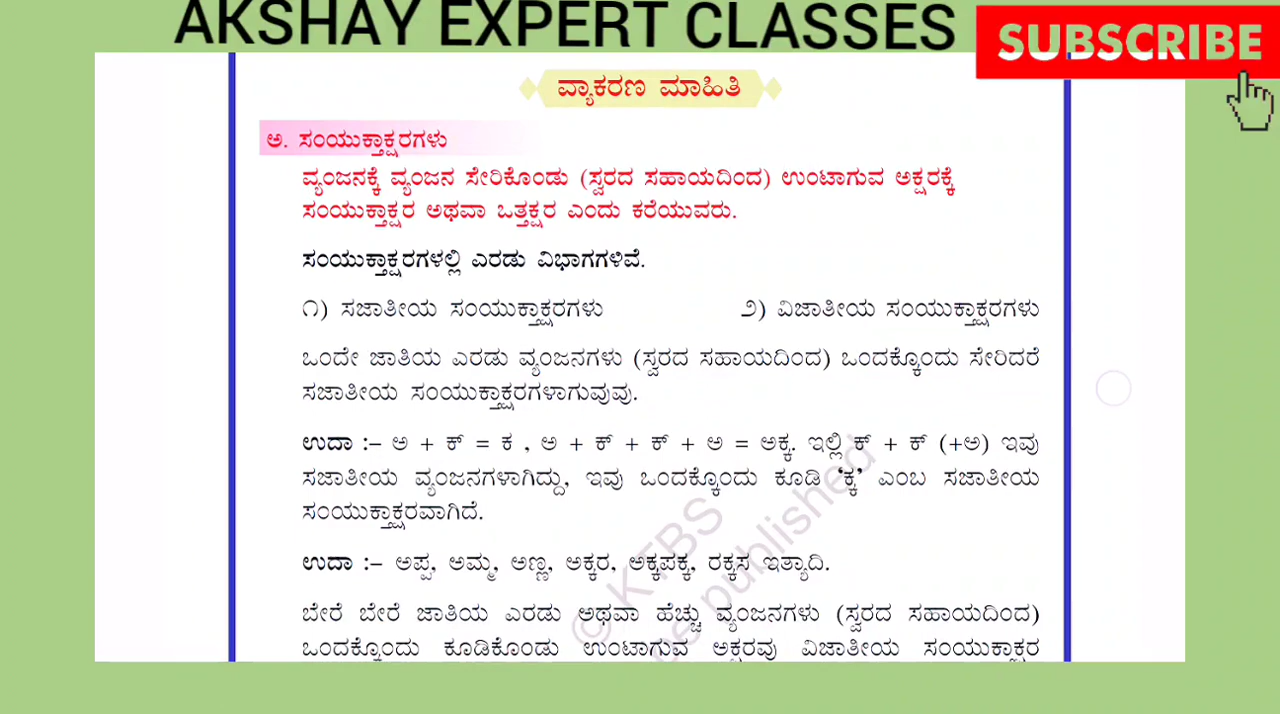 AKSHAY EXPERT CLASSES
SUBSCRIBE
ವ್ಯಾಕರಣ ಮಾಹಿತಿ
ಅ. ಸಂಯುಕ್ತಾಕ್ಷರಗಳು
ವ್ಯಂಜನಕ್ಕೆ ವ್ಯಂಜನ ಸೇರಿಕೊಂಡು (ಸ್ವರದ ಸಹಾಯದಿಂದ) ಉಂಟಾಗುವ ಅಕ್ಷರಕ್ಕೆ
ಸಂಯುಕ್ತಾಕ್ಷರ ಅಥವಾ ಒತ್ತಕ್ಷರ ಎಂದು ಕರೆಯುವರು.
ಸಂಯುಕ್ತಾಕ್ಷರಗಳಲ್ಲಿ ಎರಡು ವಿಭಾಗಗಳಿವೆ.
೧) ಸಜಾತೀಯ ಸಂಯುಕ್ತಾಕ್ಷರಗಳು ೨) ವಿಜಾತೀಯ ಸಂಯುಕ್ತಾಕ್ಷರಗಳು
ಒಂದೇ ಜಾತಿಯ ಎರಡು ವ್ಯಂಜನಗಳು (ಸ್ವರದ ಸಹಾಯದಿಂದ) ಒಂದಕ್ಕೊಂದು ಸೇರಿದರೆ
ಸಜಾತೀಯ ಸಂಯುಕ್ತಾಕ್ಷರಗಳಾಗುವುವು.
ಉದಾ :– ಅ + ಕ್ = ಕ , ಅ + ಕ್ + ಕ್ + ಅ = ಅಕ್ಕ. ಇಲ್ಲಿ ಕ್ + ಕ್ (+ಅ) ಇವು
ಸಜಾತೀಯ ವ್ಯಂಜನಗಳಾಗಿದ್ದು, ಇವು ಒಂದಕ್ಕೊಂದು ಕೂಡಿ ‘ಕ್ಕ’ ಎಂಬ ಸಜಾತೀಯ
ಸಂಯುಕ್ತಾಕ್ಷರವಾಗಿದೆ.
ಉದಾ :– ಅಪ್ಪ, ಅಮ್ಮ, ಅಣ್ಣ, ಅಕ್ಕರ, ಅಕ್ಕಪಕ್ಕ, ರಕ್ಕಸ ಇತ್ಯಾದಿ.
ಬೇರೆ ಬೇರೆ ಜಾತಿಯ ಎರಡು ಅಥವಾ ಹೆಚ್ಚು ವ್ಯಂಜನಗಳು (ಸ್ವರದ ಸಹಾಯದಿಂದ)
ಒಂದಕ್ಕೊಂದು ಕೂಡಿಕೊಂಡು ಉಂಟಾಗುವ ಅಕ್ಷರವು ವಿಜಾತೀಯ ಸಂಯುಕ್ತಾಕ್ಷರ
© KTBS
published